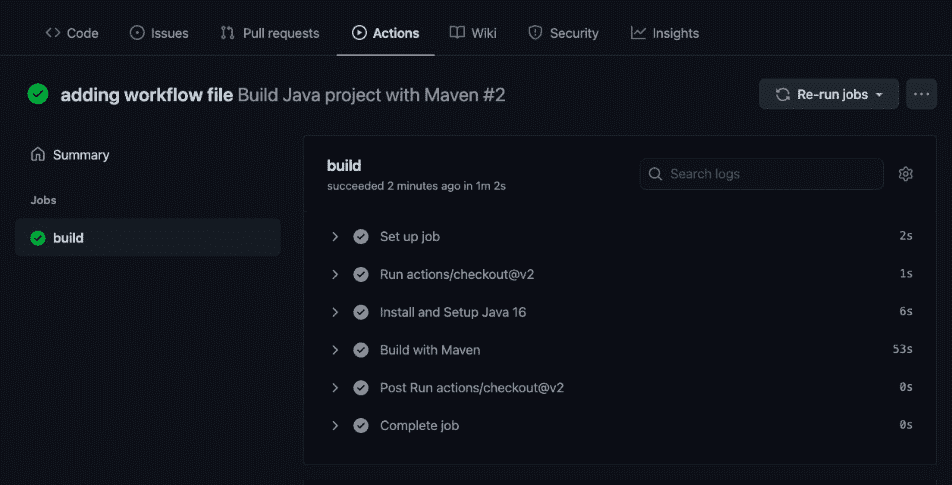 Code Issues Pull requests Actions Wiki Security Insights
adding workflow file Build Java project with Maven #2 Re-run jobs
Summary
Jobs
build
build
succeeded 2 minutes ago in 1m 2s
Search logs
Set up job 2s
Run actions/checkout@v2 1s
Install and Setup Java 16 6s
Build with Maven 53s
Post Run actions/checkout@v2 0s
Complete job 0s